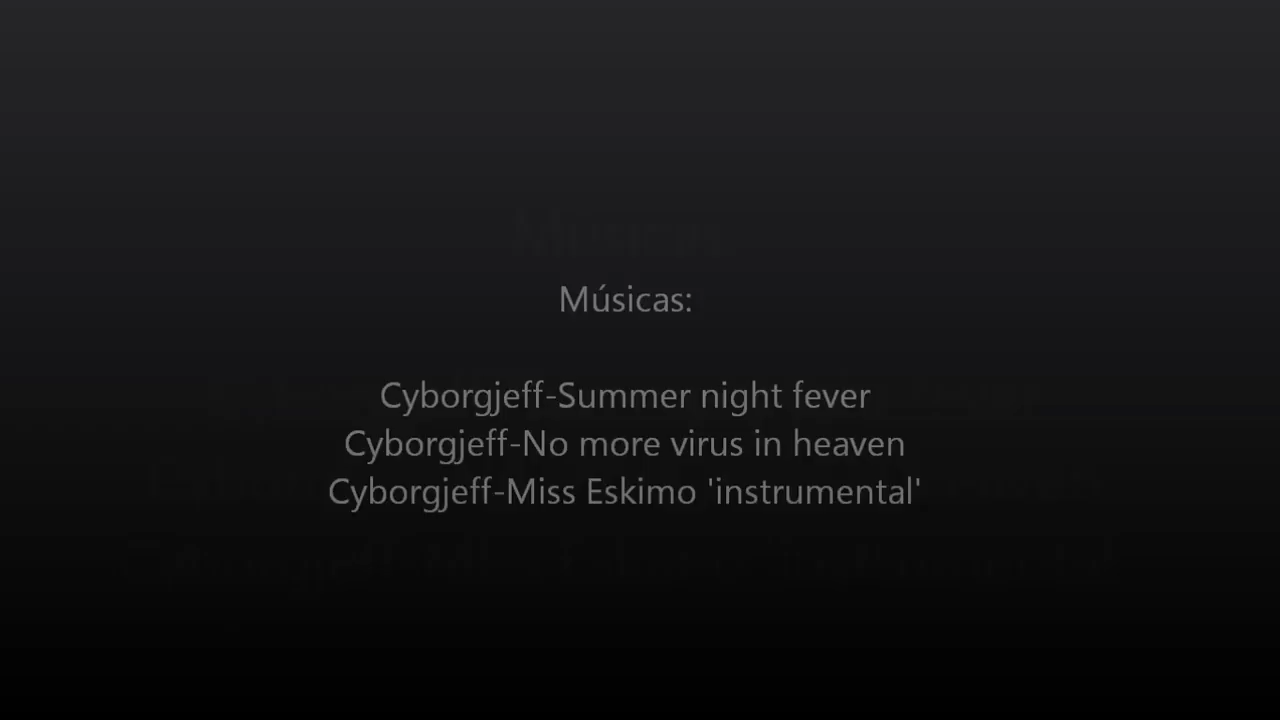 Músicas:
Cyborgjeff-Summer night fever
Cyborgjeff-No more virus in heaven
Cyborgjeff-Miss Eskimo 'instrumental'